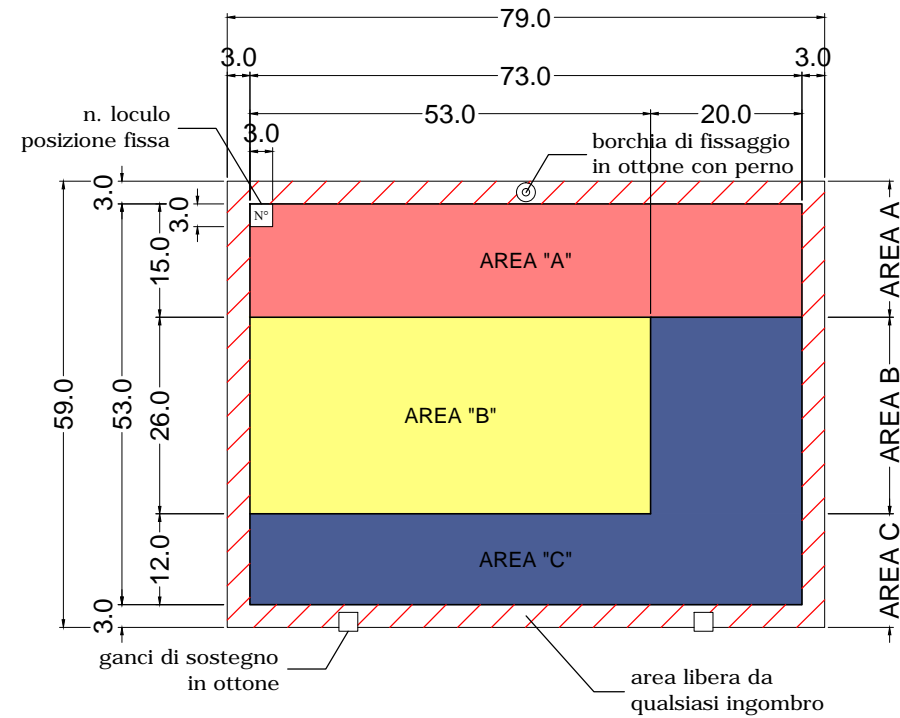 79.0
3.0
73.0
3.0
53.0
20.0
n. loculo
posizione fissa
3.0
borchia di fissaggio
in ottone con perno
3.0
3.0
N°
15.0
AREA "A"
AREA A
59.0
53.0
26.0
AREA "B"
AREA B
12.0
AREA "C"
AREA C
3.0
ganci di sostegno
in ottone
area libera da
qualsiasi ingombro